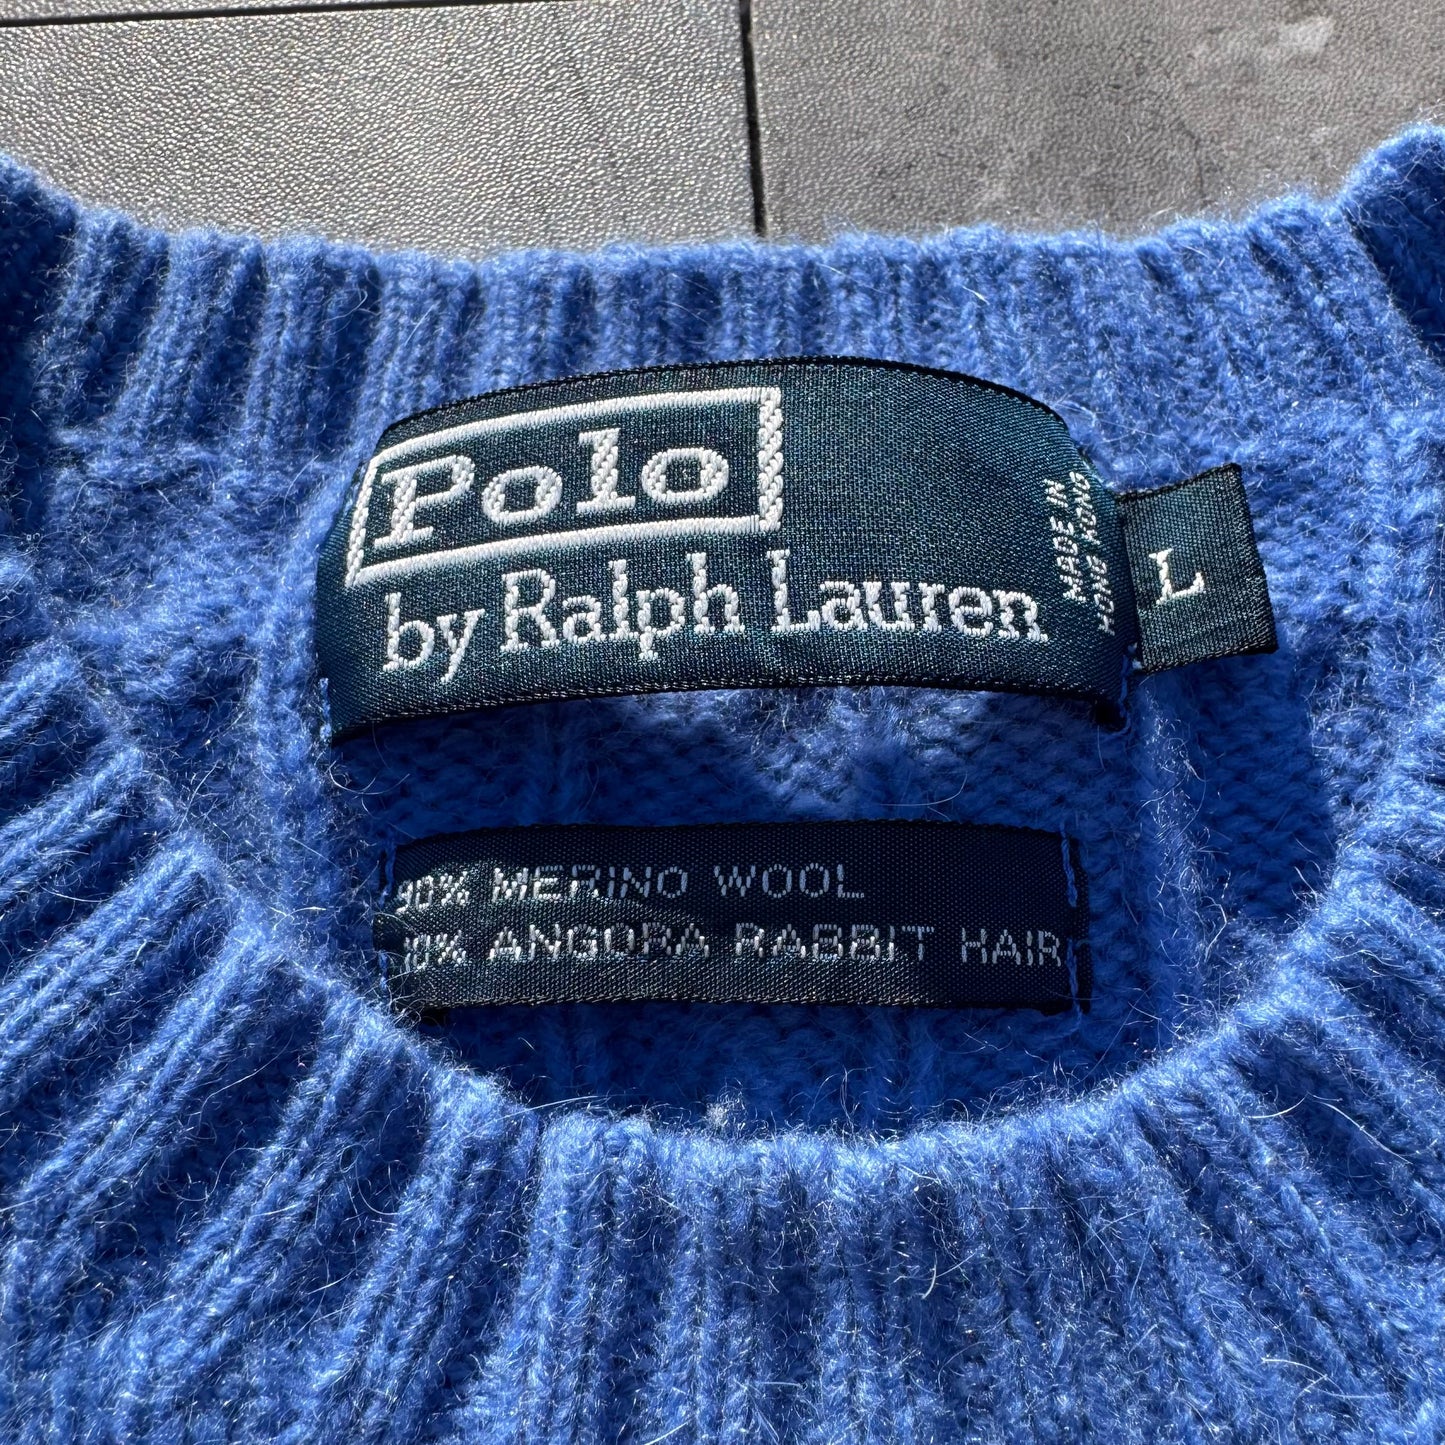 Polo
by Ralph Lauren
MADE IN
HONG KONG
L
90% MERINO WOOL
10% ANGORA RABBIT HAIR